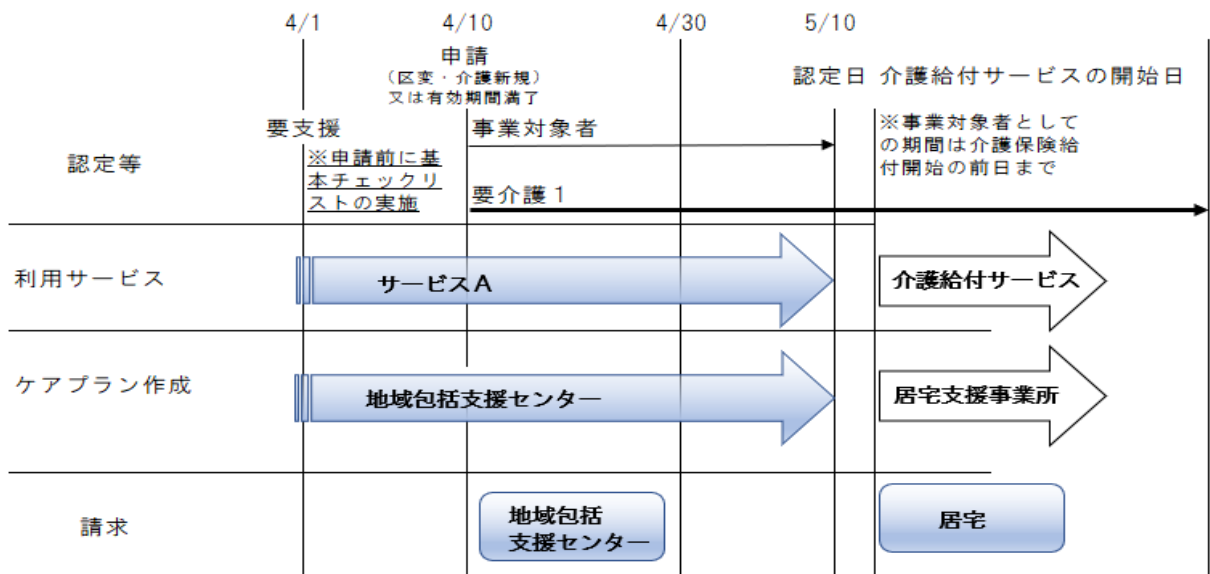 4/1
4/10
4/30
5/10
申請
（区変・介護新規）
又は有効期間満了
認定日
介護給付サービスの開始日
認定等
要支援
※申請前に基
本チェックリ
ストの実施
事業対象者
要介護１
※事業対象者として
の期間は介護保険給
付開始の前日まで
利用サービス
サービスＡ
介護給付サービス
ケアプラン作成
地域包括支援センター
居宅支援事業所
請求
地域包括
支援センター
居宅